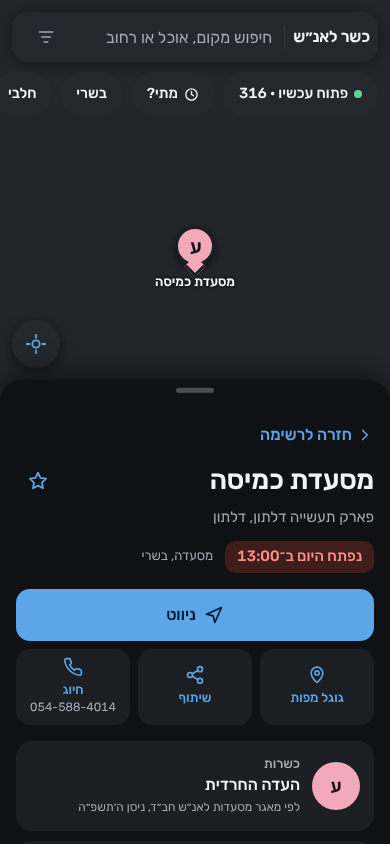 כשר לאנ״ש
חיפוש מקום, אוכל או רחוב
פתוח עכשיו • 316
מתי?
בשרי
חלבי
ע
מסעדת כמיסה
חזרה לרשימה
מסעדת כמיסה
פארק תעשייה דלתון, דלתון
נפתח היום ב־13:00
מסעדה, בשרי
ניווט
גוגל מפות
שיתוף
חיוג
054-588-4014
כשרות
העדה החרדית
לפי מאגר מסעדות לאנ״ש חב״ד, ניסן ה׳תשפ״ה
ע